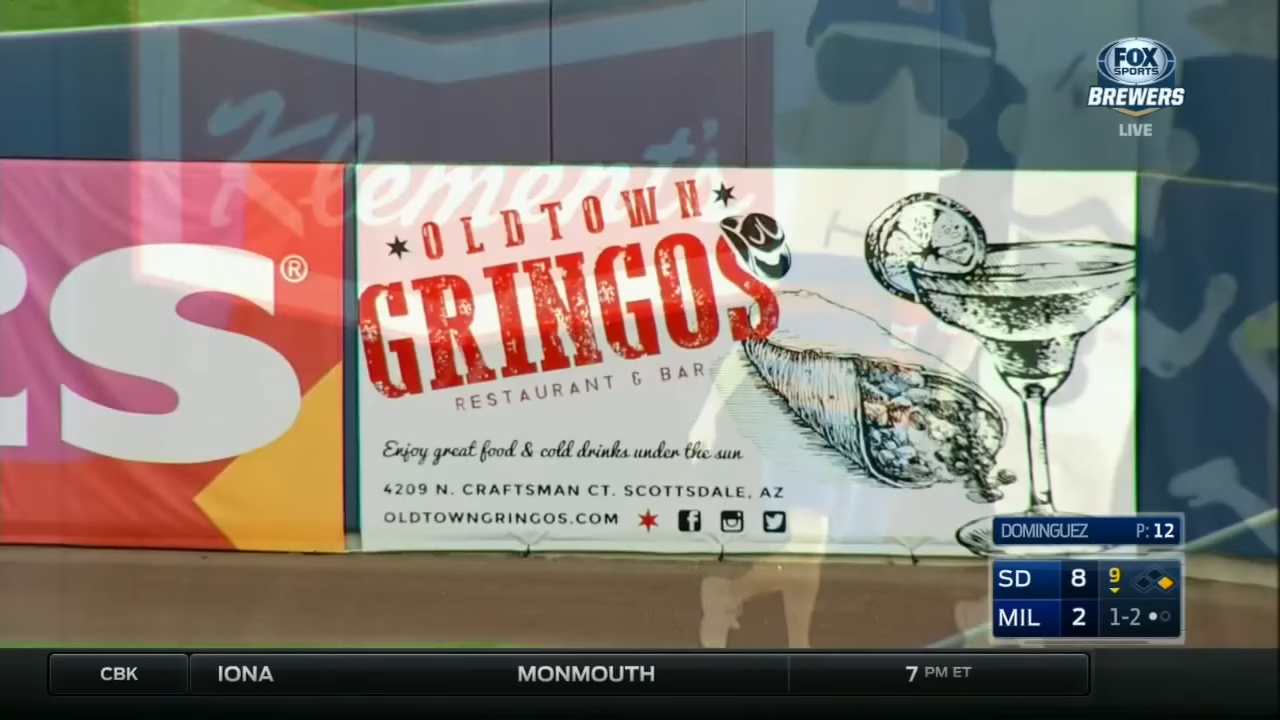 FOX
SPORTS
BREWERS
LIVE
Klement's
OLDTOWN
GRINGOS
RESTAURANT & BAR
Enjoy great food & cold drinks under the sun
4209 N. CRAFTSMAN CT. SCOTTSDALE, AZ
OLDTOWNGRINGOS.COM
S®
DOMINGUEZ P: 12
SD 8 9
MIL 2 1-2
CBK IONA MONMOUTH 7 PM ET